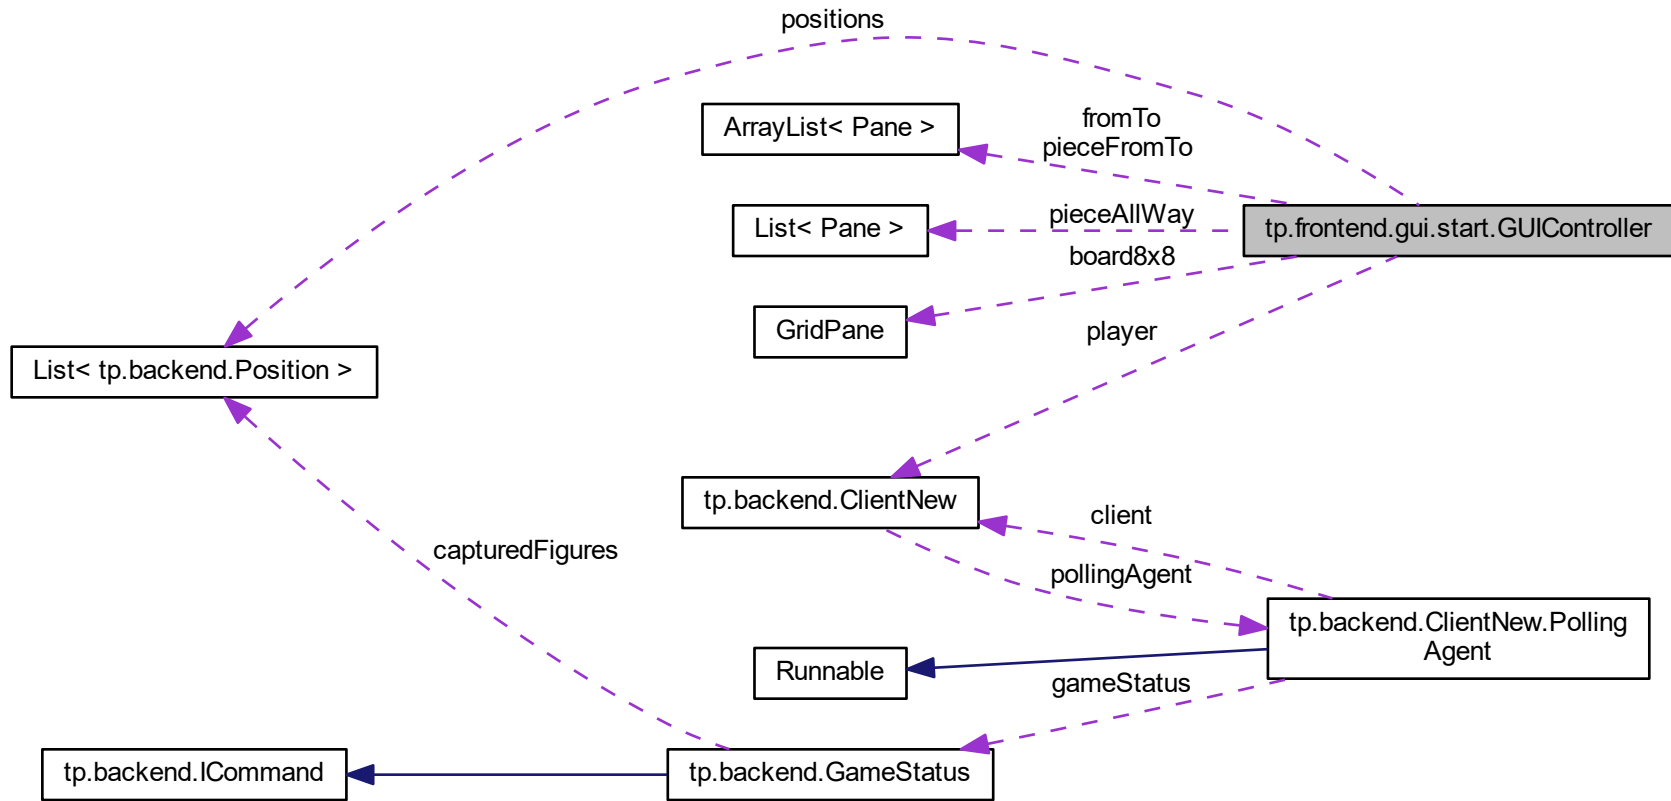 positions
ArrayList< Pane >
fromTo
pieceFromTo
List< Pane >
pieceAllWay
tp.frontend.gui.start.GUIController
board8x8
GridPane
player
List< tp.backend.Position >
tp.backend.ClientNew
client
capturedFigures
pollingAgent
tp.backend.ClientNew.Polling
Agent
Runnable
gameStatus
tp.backend.ICommand
tp.backend.GameStatus